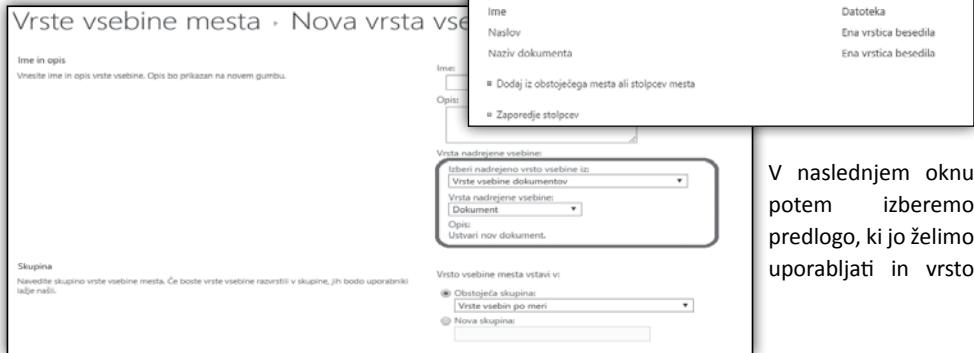 Vrste vsebine mesta › Nova vrsta vse
Ime in opis
Vnesite ime in opis vrste vsebine. Opis bo prikazan na novem gumbu.
Ime:
Opis:
Vrsta nadrejene vsebine:
Izberi nadrejeno vrsto vsebine iz:
Vrste vsebine dokumentov
Vrsta nadrejene vsebine:
Dokument
Opis:
Ustvari nov dokument.
Skupina
Navedite skupino vrste vsebine mesta. Če boste vrste vsebine razvrstili v skupine, jih bodo uporabniki
lažje našli.
Vrsto vsebine mesta vstavi v:
Obstoječa skupina:
Vrste vsebin po meri
Nova skupina:
Ime Datoteka
Naslov Ena vrstica besedila
Naziv dokumenta Ena vrstica besedila
Dodaj iz obstoječega mesta ali stolpcev mesta
Zaporedje stolpcev
V naslednjem oknu
potem izberemo
predlogo, ki jo želimo
uporabljati in vrsto